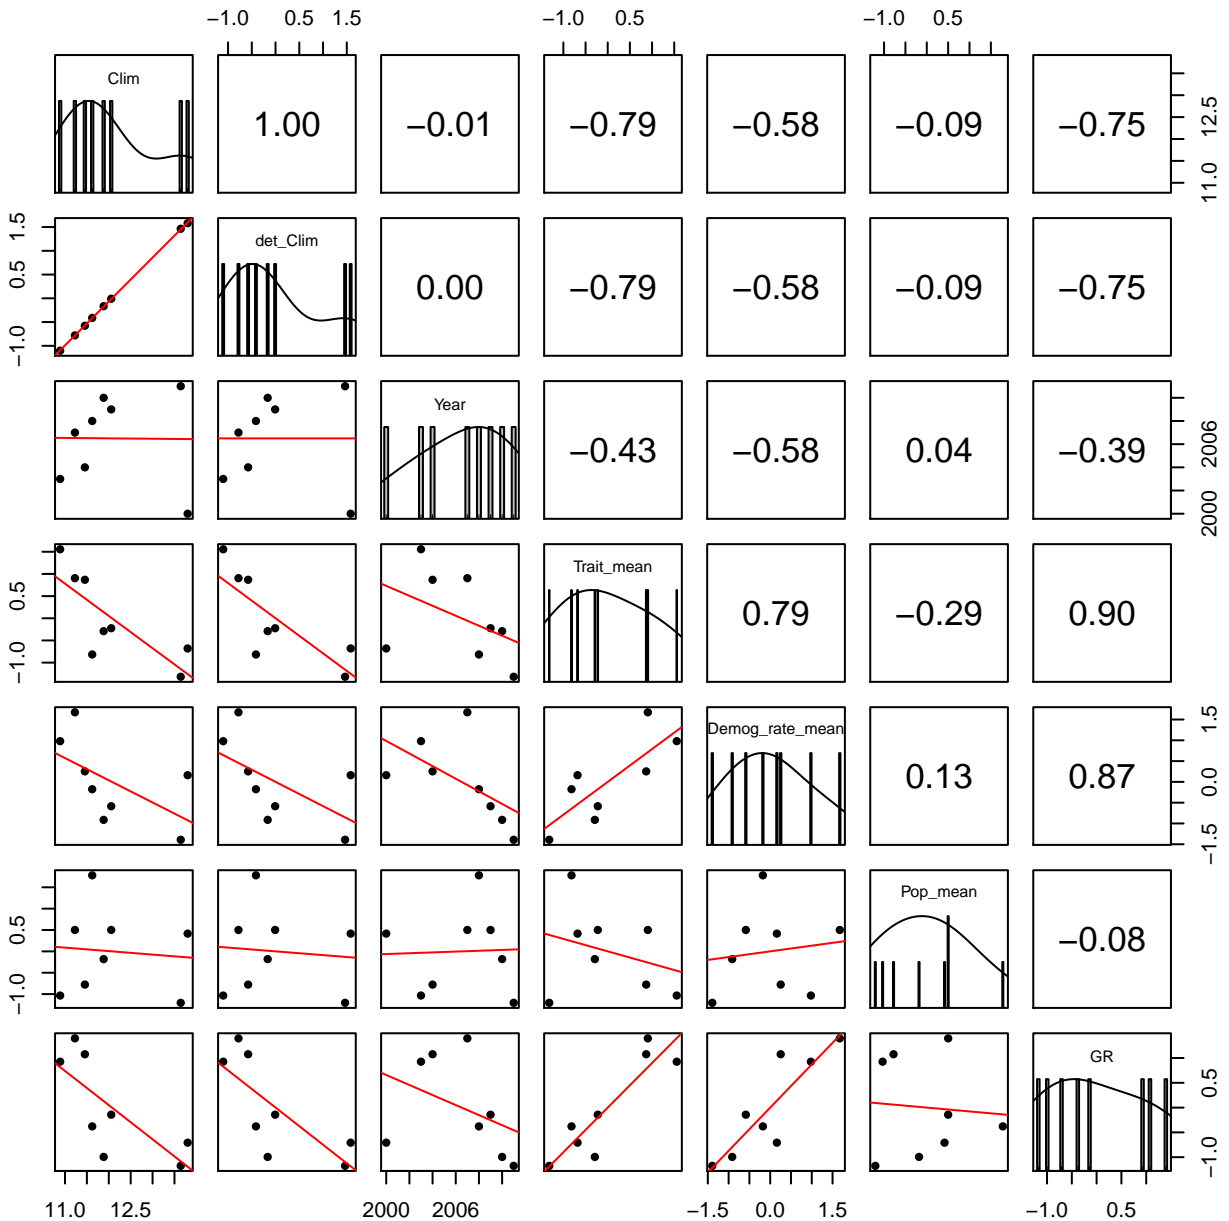 −1.0 0.5 1.5 −1.0 0.5 −1.0 0.5
Clim 1.00 −0.01 −0.79 −0.58 −0.09 −0.75 11.0 12.5
−1.0 0.5 1.5 det_Clim 0.00 −0.79 −0.58 −0.09 −0.75
Year −0.43 −0.58 0.04 −0.39 2000 2006
−1.0 0.5 Trait_mean 0.79 −0.29 0.90
Demog_rate_mean 0.13 0.87 −1.5 0.0 1.5
−1.0 0.5 Pop_mean −0.08
GR −1.0 0.5
11.0 12.5 2000 2006 −1.5 0.0 1.5 −1.0 0.5